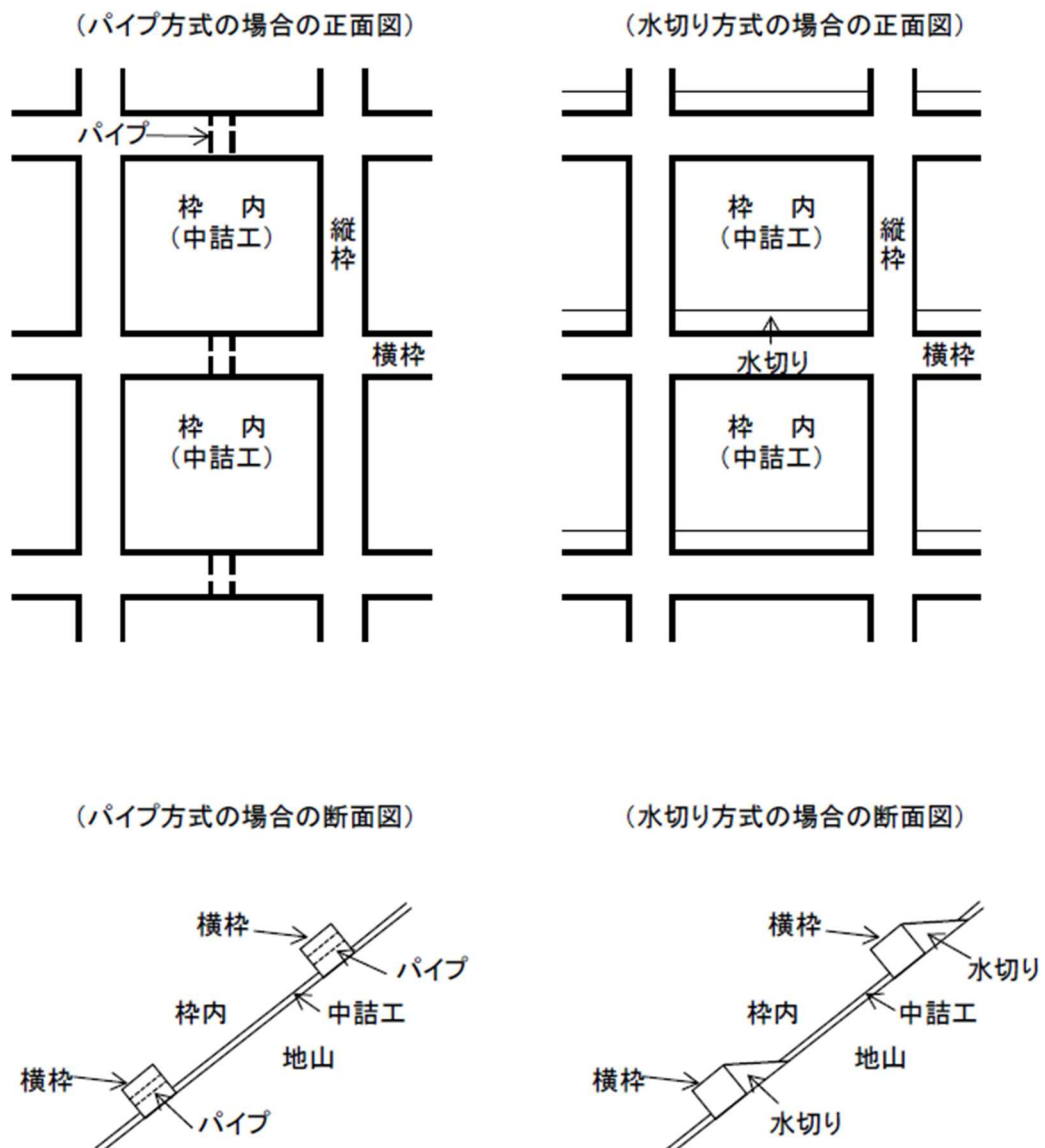 （パイプ方式の場合の正面図）
パイプ
枠　内
（中詰工）
縦枠
横枠
枠　内
（中詰工）
（水切り方式の場合の正面図）
枠　内
（中詰工）
縦枠
水切り
横枠
枠　内
（中詰工）
（パイプ方式の場合の断面図）
横枠
パイプ
枠内
中詰工
地山
横枠
パイプ
（水切り方式の場合の断面図）
横枠
水切り
枠内
中詰工
地山
横枠
水切り